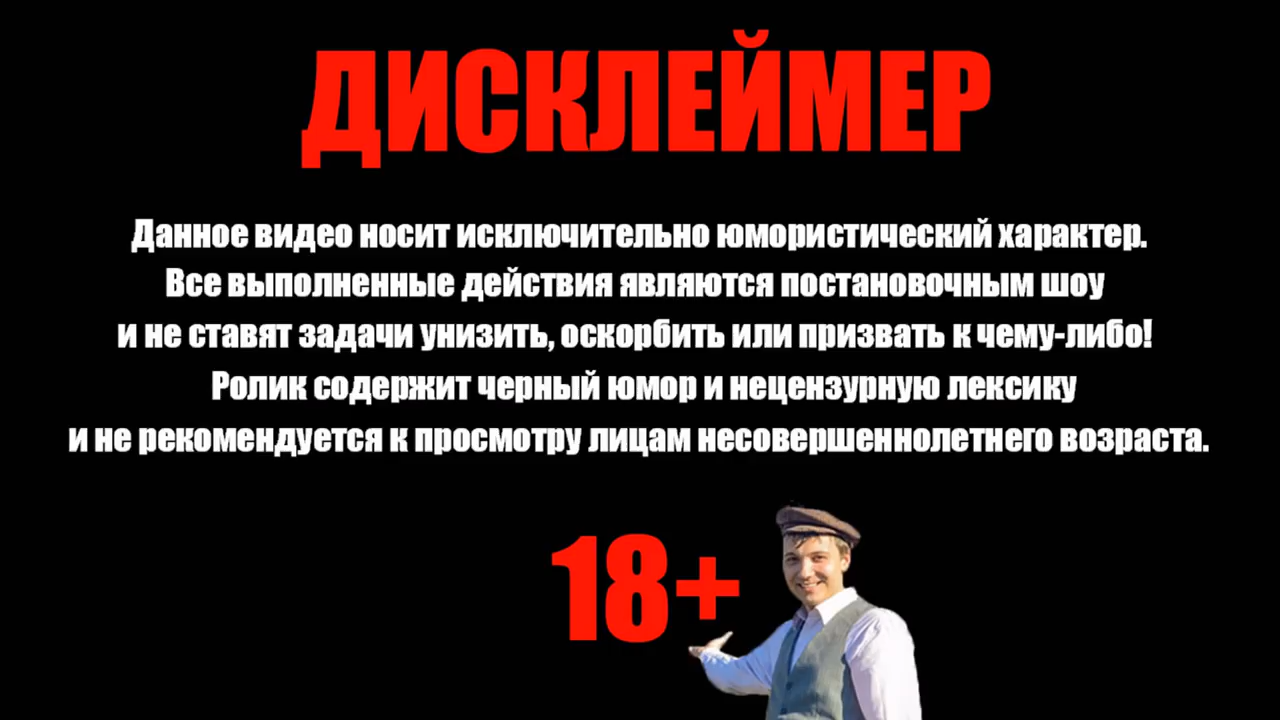 ДИСКЛЕЙМЕР
Данное видео носит исключительно юмористический характер.
Все выполненные действия являются постановочным шоу
и не ставят задачи унизить, оскорбить или призвать к чему-либо!
Ролик содержит черный юмор и нецензурную лексику
и не рекомендуется к просмотру лицам несовершеннолетнего возраста.
18+